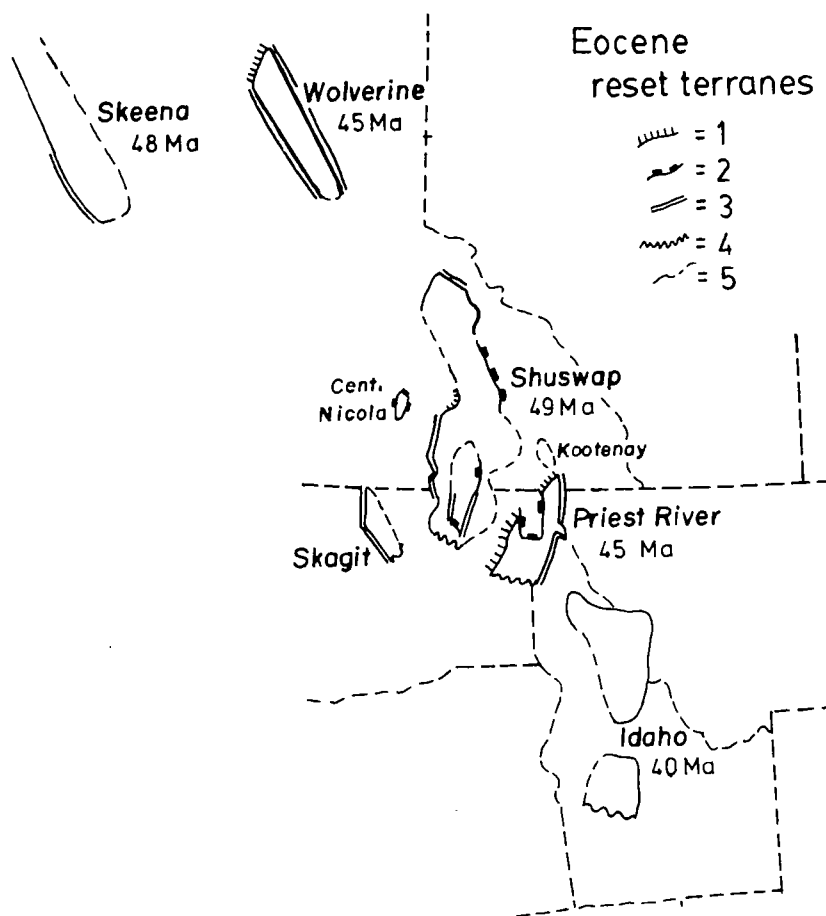 Eocene
reset terranes
= 1
= 2
= 3
= 4
= 5
Skeena
48 Ma
Wolverine
45 Ma
Cent.
Nicola
Shuswap
49 Ma
Kootenay
Skagit
Priest River
45 Ma
Idaho
40 Ma